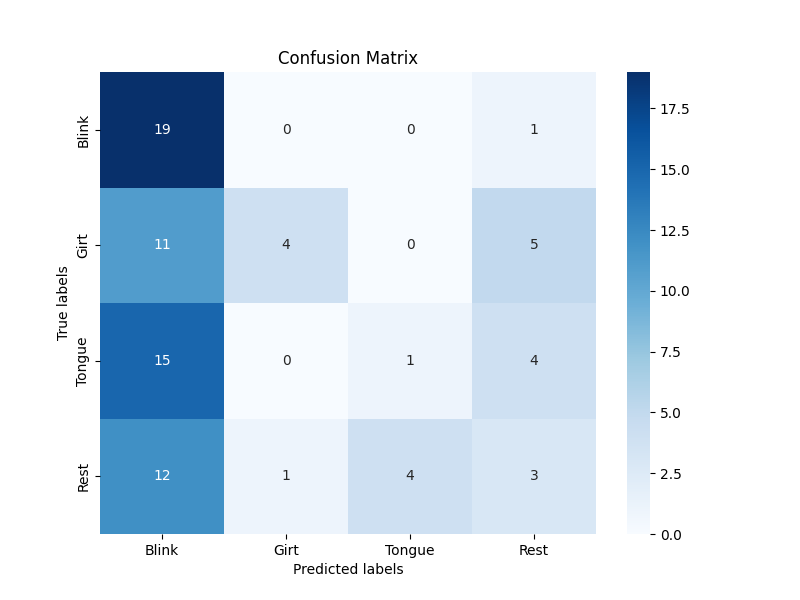 Confusion Matrix
True labels
Blink 19 0 0 1
Girt 11 4 0 5
Tongue 15 0 1 4
Rest 12 1 4 3
Blink Girt Tongue Rest
Predicted labels
17.5
15.0
12.5
10.0
7.5
5.0
2.5
0.0